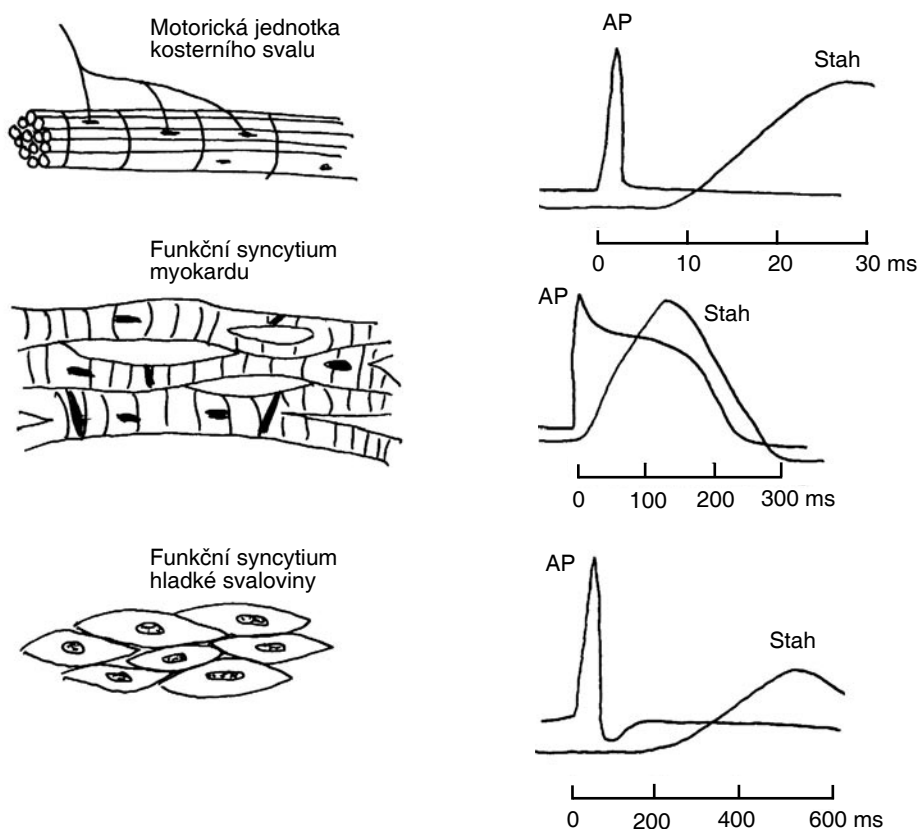 Motorická jednotka
kosterního svalu
AP
Stah
0 10 20 30 ms
Funkční syncytium
myokardu
AP
Stah
0 100 200 300 ms
Funkční syncytium
hladké svaloviny
AP
Stah
0 200 400 600 ms